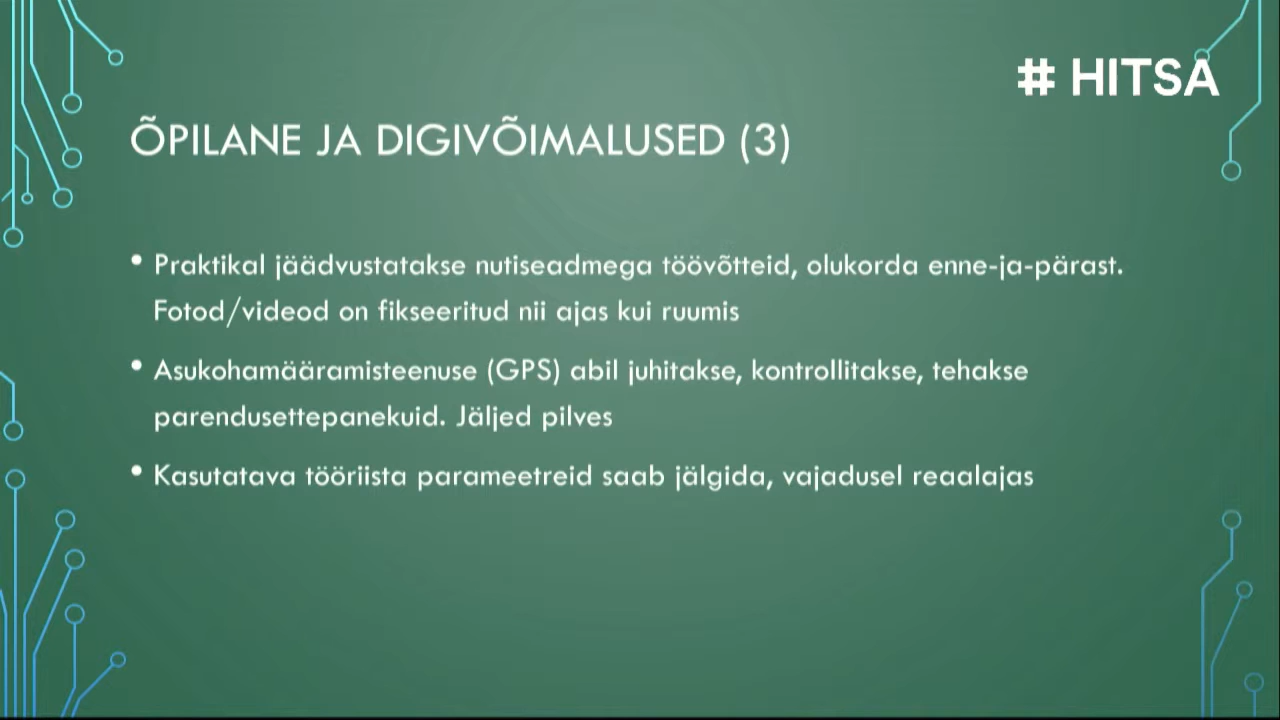 # HITSA
ÕPILANE JA DIGIVÕIMALUSED (3)
• Praktikal jäädvustatakse nutiseadmega töövõtteid, olukorda enne-ja-pärast.
Fotod/videod on fikseeritud nii ajas kui ruumis
• Asukohamääramisteenuse (GPS) abil juhitakse, kontrollitakse, tehakse
parendusettepanekuid. Jäljed pilves
• Kasutatava tööriista parameetreid saab jälgida, vajadusel reaalajas